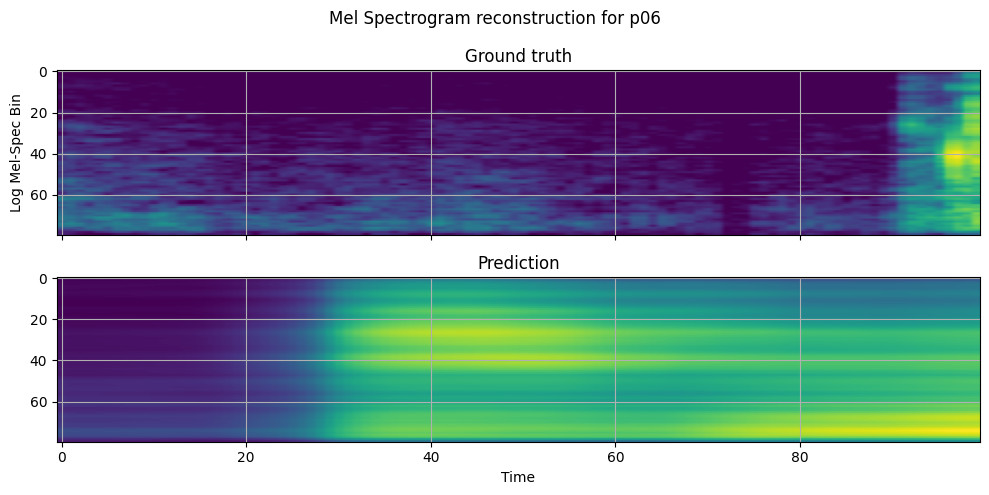 Mel Spectrogram reconstruction for p06
Ground truth
0
20
40
60
Log Mel-Spec Bin
Prediction
0
20
40
60
0 20 40 60 80
Time